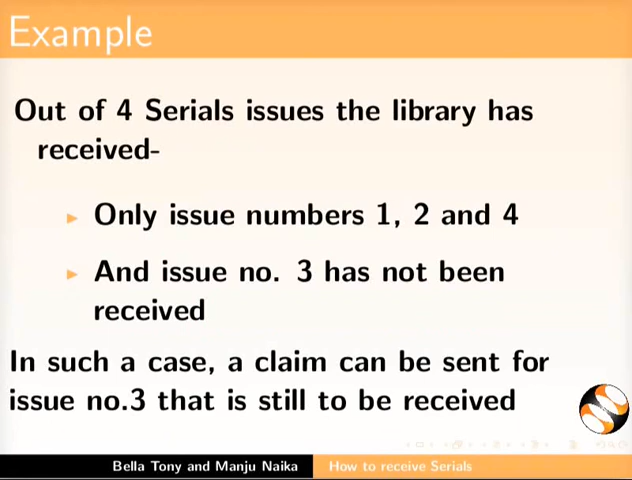 Example
Out of 4 Serials issues the library has
received-
Only issue numbers 1, 2 and 4
And issue no. 3 has not been
received
In such a case, a claim can be sent for
issue no.3 that is still to be received
Bella Tony and Manju Naika How to receive Serials